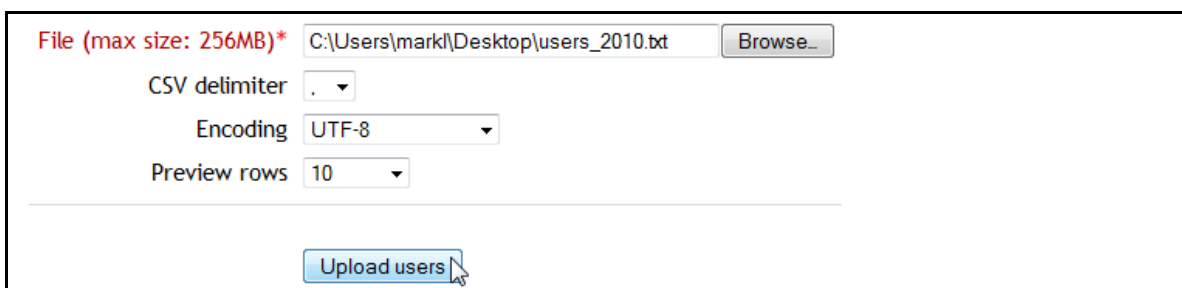 File (max size: 256MB)* C:\Users\markl\Desktop\users_2010.txt Browse...
CSV delimiter ,
Encoding UTF-8
Preview rows 10
Upload users